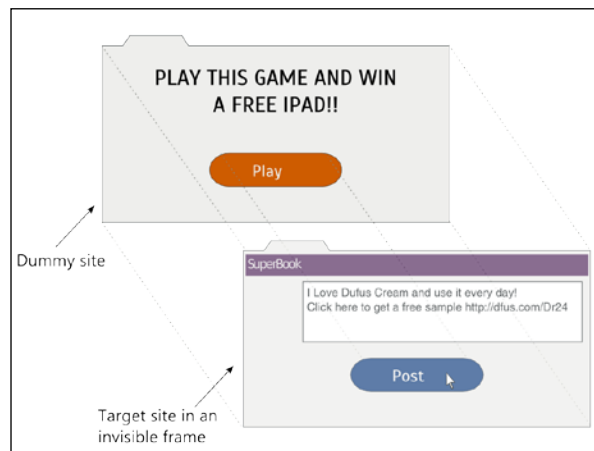 PLAY THIS GAME AND WIN
A FREE IPAD!!
Play
Dummy site
SuperBook
I Love Dufus Cream and use it every day!
Click here to get a free sample http://dfus.com/Dr24
Post
Target site in an
invisible frame